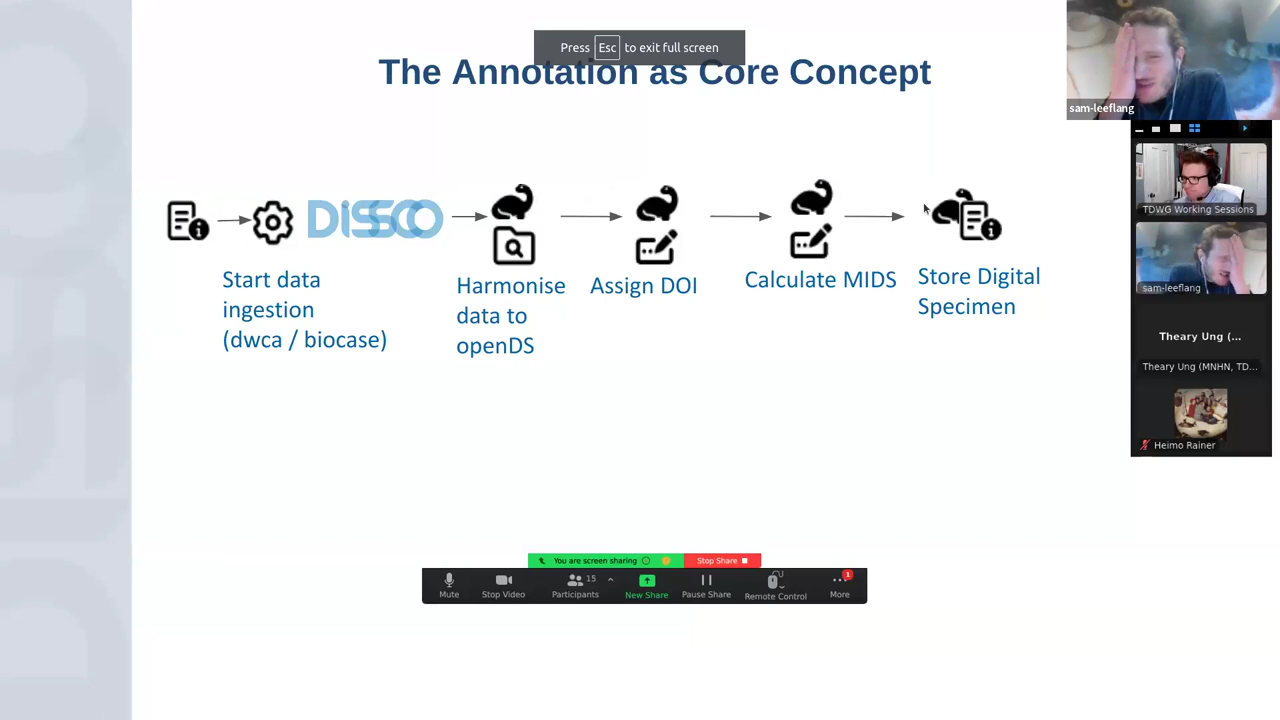 Press Esc to exit full screen
The Annotation as Core Concept
sam-leeflang
TDWG Working Sessions
sam-leeflang
Theary Ung (...
Theary Ung (MNHN, TD...
Heimo Rainer
DiSSCO
Start data
ingestion
(dwca / biocase)
Harmonise
data to
openDS
Assign DOI
Calculate MIDS
Store Digital
Specimen
You are screen sharing
Stop Share
Mute
Stop Video
Participants
15
New Share
Pause Share
Remote Control
More
1